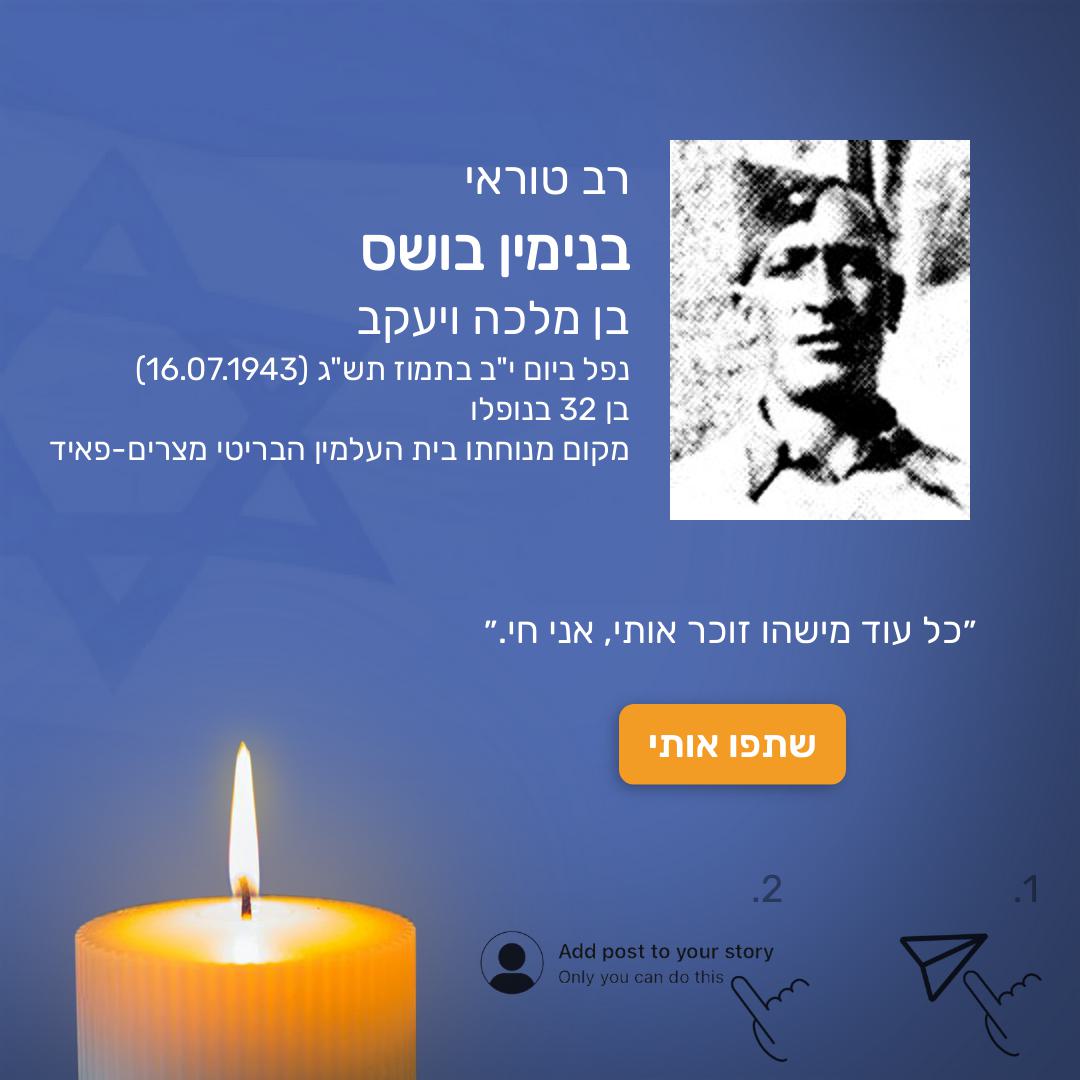 רב טוראי
בנימין בושס
בן מלכה ויעקב
נפל ביום י"ב בתמוז תש"ג (16.07.1943)
בן 32 בנופלו
מקום מנוחתו בית העלמין הבריטי מצרים-פאיד
״כל עוד מישהו זוכר אותי, אני חי.״
שתפו אותי
1.
2.
Add post to your story
Only you can do this